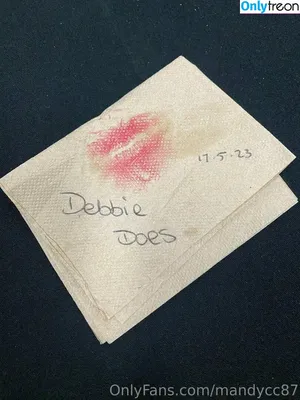 Onlytreon
17.5.23
Debbie
Does
OnlyFans.com/mandycc87